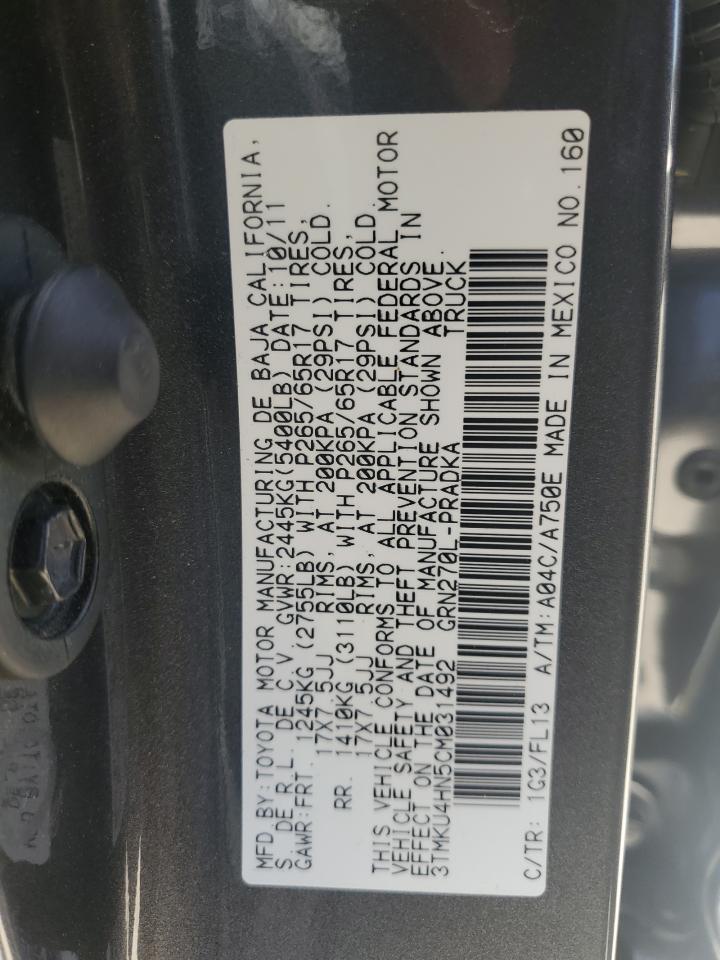 MFD BY:TOYOTA MOTOR MANUFACTURING DE BAJA CALIFORNIA,
S. DE R.L. DE C.V. GVWR:2445KG(5400LB) DATE:10/11
GAWR:FRT. 1245KG (2755LB) WITH P265/65R17 TIRES,
17X7.5JJ RIMS, AT 200KPA (29PSI) COLD.
RR. 1410KG (3110LB) WITH P265/65R17 TIRES,
17X7.5JJ RIMS, AT 200KPA (29PSI) COLD.
THIS VEHICLE CONFORMS TO ALL APPLICABLE FEDERAL MOTOR
VEHICLE SAFETY AND THEFT PREVENTION STANDARDS IN
EFFECT ON THE DATE OF MANUFACTURE SHOWN ABOVE.
3TMKU4HN5CM031492 GRN270L-PRADKA TRUCK
C/TR: 1G3/FL13 A/TM:A04C/A750E MADE IN MEXICO NO.160